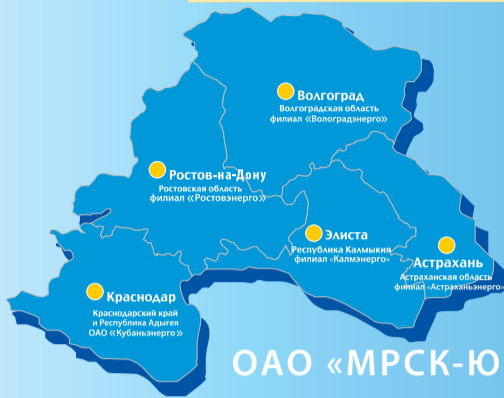 Волгоград
Волгоградская область
филиал «Вологоградэнерго»
Ростов-на-Дону
Ростовская область
филиал «Ростовэнерго»
Элиста
Республика Калмыкия
филиал «Калмэнерго»
Астрахань
Астраханская область
филиал «Астраханьэнерго»
Краснодар
Краснодарский край
и Республика Адыгея
ОАО «Кубаньэнерго»
ОАО «МРСК-Ю